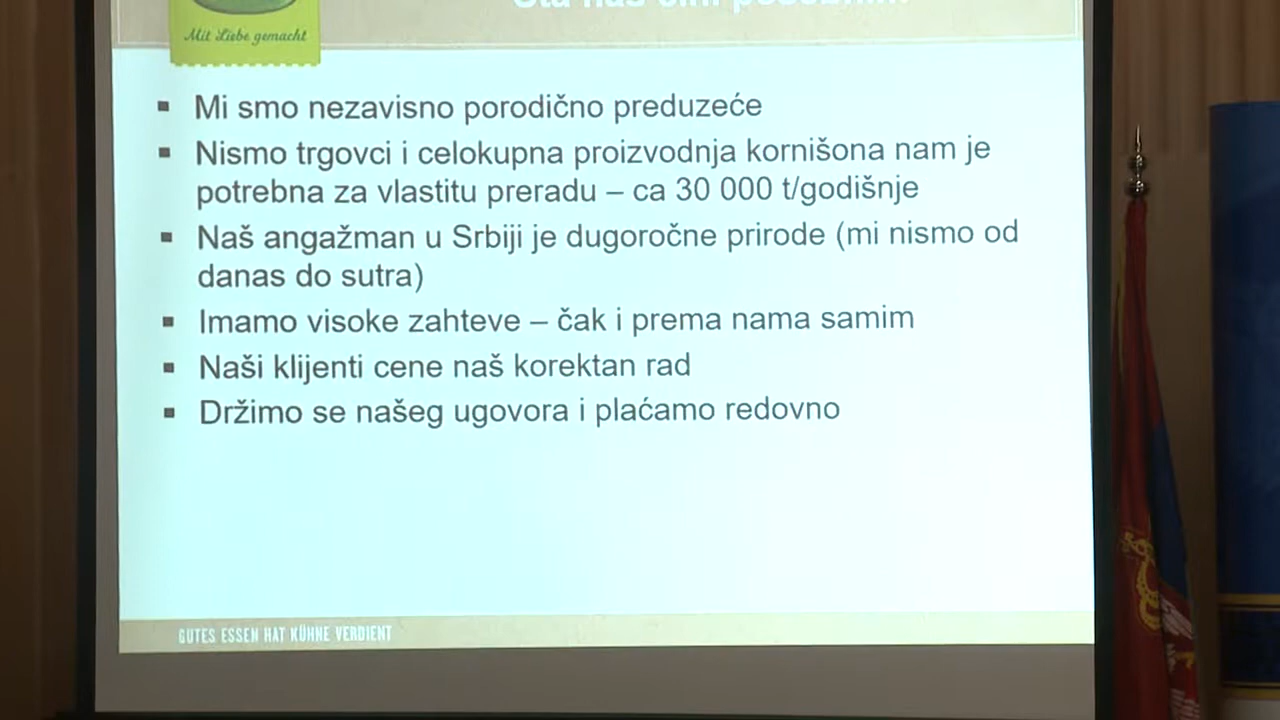 Mit Liebe gemacht
▪ Mi smo nezavisno porodično preduzeće
▪ Nismo trgovci i celokupna proizvodnja kornišona nam je
potrebna za vlastitu preradu – ca 30 000 t/godišnje
▪ Naš angažman u Srbiji je dugoročne prirode (mi nismo od
danas do sutra)
▪ Imamo visoke zahteve – čak i prema nama samim
▪ Naši klijenti cene naš korektan rad
▪ Držimo se našeg ugovora i plaćamo redovno
GUTES ESSEN HAT KÜHNE VERDIENT